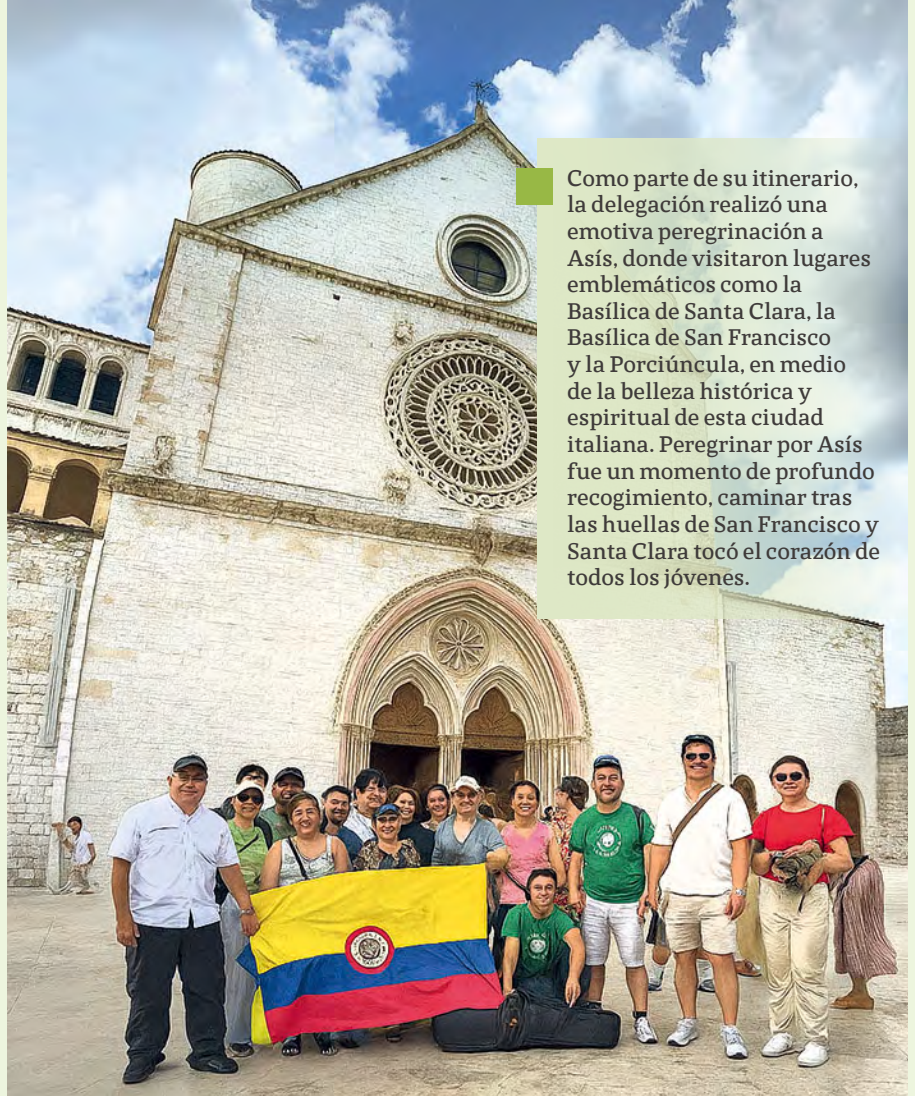 Como parte de su itinerario,
la delegación realizó una
emotiva peregrinación a
Asís, donde visitaron lugares
emblemáticos como la
Basílica de Santa Clara, la
Basílica de San Francisco
y la Porciúncula, en medio
de la belleza histórica y
espiritual de esta ciudad
italiana. Peregrinar por Asís
fue un momento de profundo
recogimiento, caminar tras
las huellas de San Francisco y
Santa Clara tocó el corazón de
todos los jóvenes.